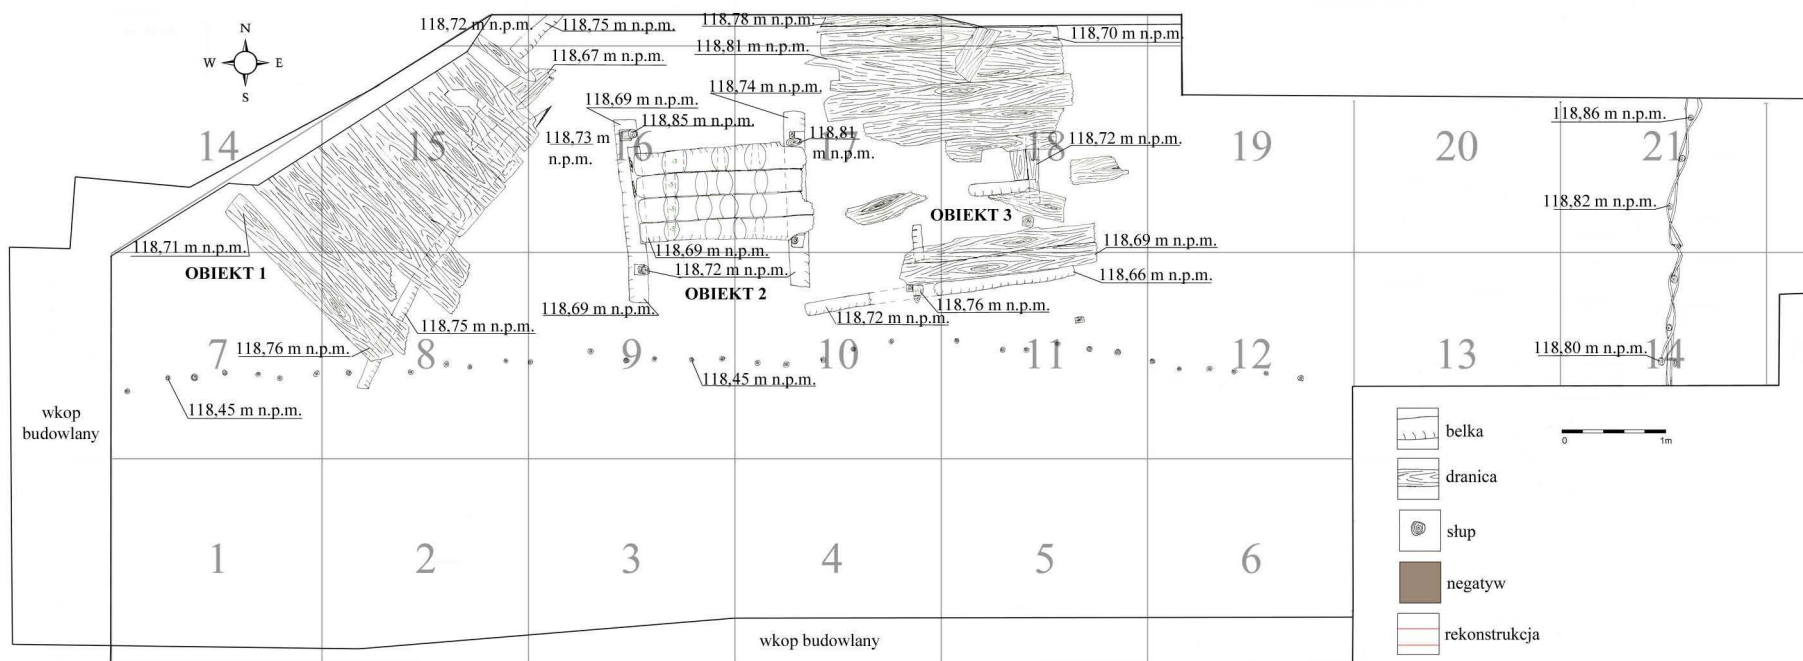 118,72 m n.p.m.
118,75 m n.p.m.
118,78 m n.p.m.
118,70 m n.p.m.
N
W E
S
118,67 m n.p.m.
118,81 m n.p.m.
118,74 m n.p.m.
118,69 m n.p.m.
118,85 m n.p.m.
118,73 m
n.p.m.
118,81
m n.p.m.
118,72 m n.p.m.
118,86 m n.p.m.
14
15
16
17
18
19
20
21
118,82 m n.p.m.
OBIEKT 3
118,71 m n.p.m.
118,69 m n.p.m.
118,69 m n.p.m.
OBIEKT 1
118,72 m n.p.m.
118,66 m n.p.m.
OBIEKT 2
118,69 m n.p.m.
118,76 m n.p.m.
118,72 m n.p.m.
118,75 m n.p.m.
118,76 m n.p.m.
118,80 m n.p.m.
7
8
9
10
11
12
13
14
118,45 m n.p.m.
118,45 m n.p.m.
wkop
budowlany
1
2
3
4
5
6
wkop budowlany
belka
dranica
słup
negatyw
rekonstrukcja
0 1m